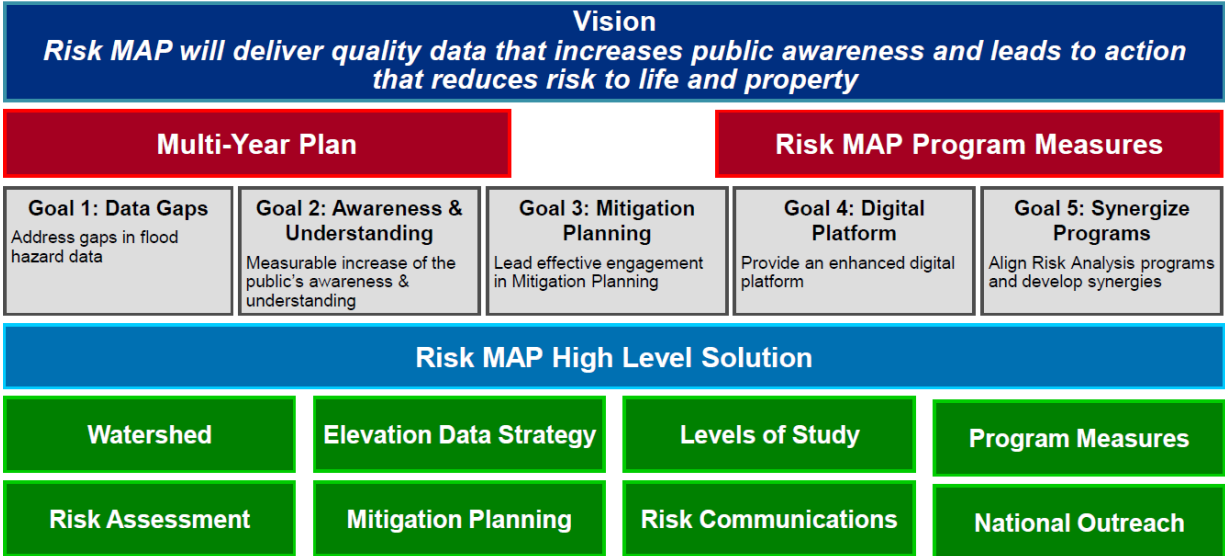 Vision
Risk MAP will deliver quality data that increases public awareness and leads to action
that reduces risk to life and property
Multi-Year Plan
Risk MAP Program Measures
Goal 1: Data Gaps
Address gaps in flood
hazard data
Goal 2: Awareness &
Understanding
Measurable increase of the
public's awareness &
understanding
Goal 3: Mitigation
Planning
Lead effective engagement
in Mitigation Planning
Goal 4: Digital
Platform
Provide an enhanced digital
platform
Goal 5: Synergize
Programs
Align Risk Analysis programs
and develop synergies
Risk MAP High Level Solution
Watershed
Elevation Data Strategy
Levels of Study
Program Measures
Risk Assessment
Mitigation Planning
Risk Communications
National Outreach